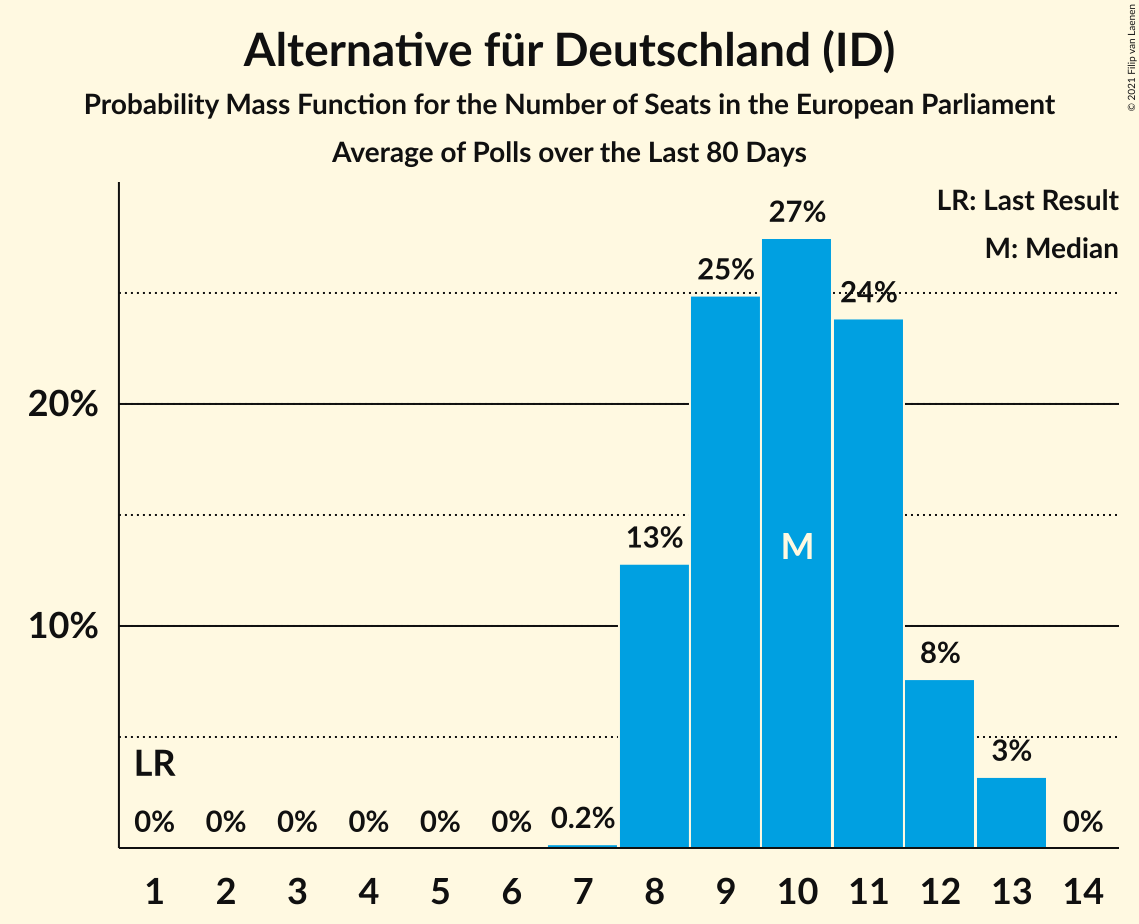 Alternative für Deutschland (ID)
Probability Mass Function for the Number of Seats in the European Parliament
Average of Polls over the Last 80 Days
© 2021 Filip van Laenen
LR: Last Result
M: Median
27%
25%
24%
20%
13%
M
10%
8%
LR
3%
0% 0% 0% 0% 0% 0% 0.2% 0%
1 2 3 4 5 6 7 8 9 10 11 12 13 14